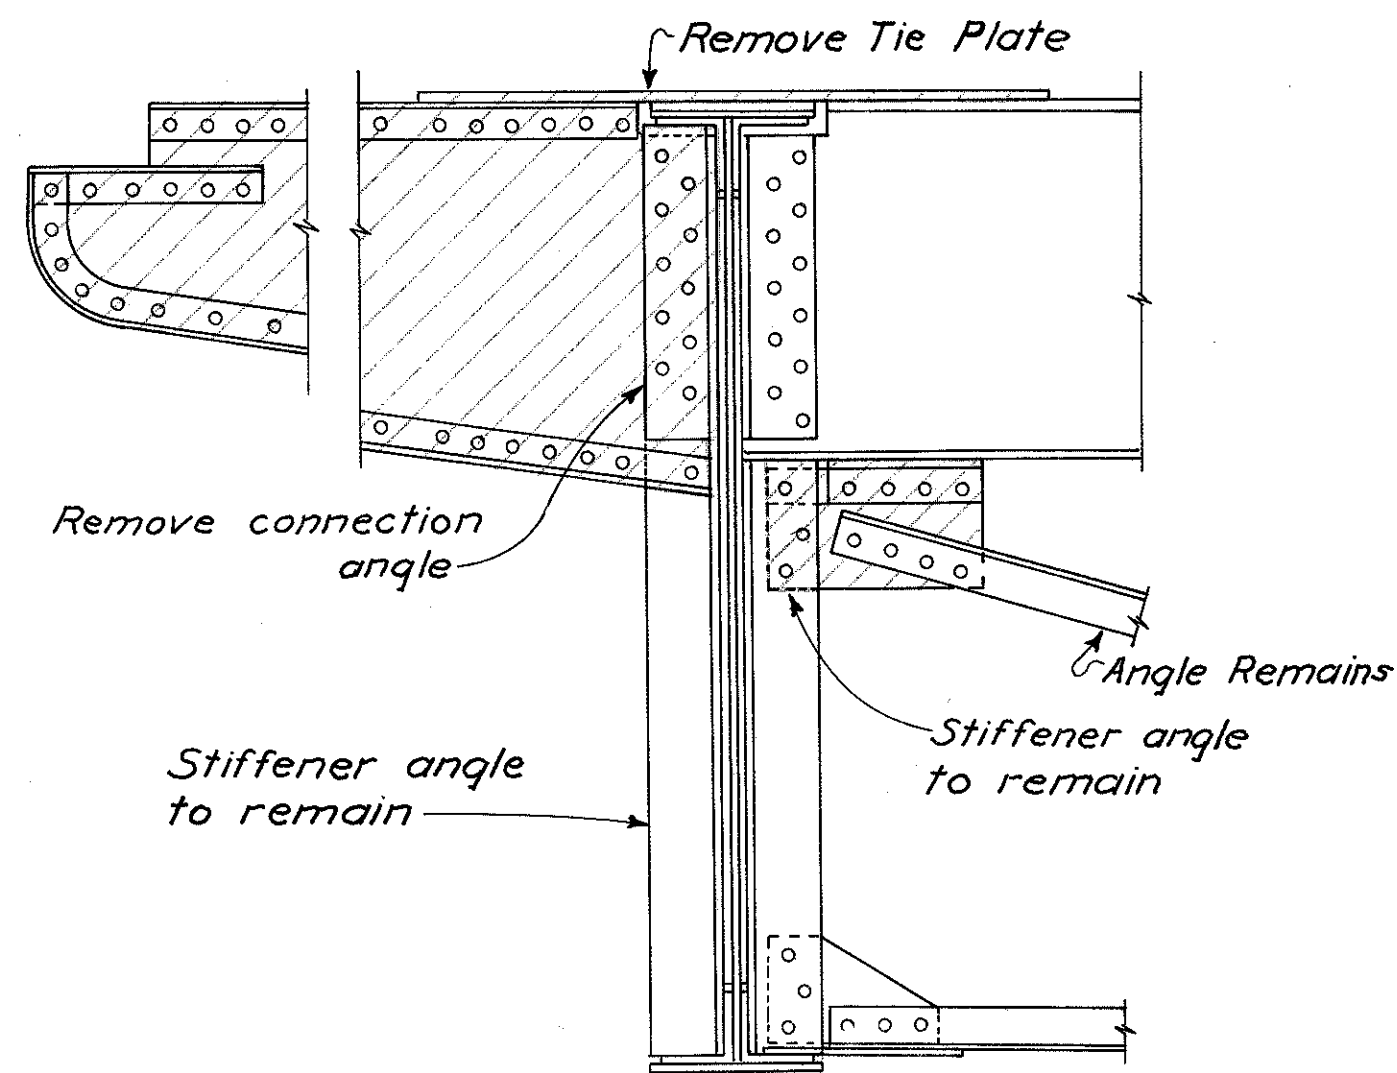 Remove Tie Plate
Remove connection
angle
Angle Remains
Stiffener angle
to remain
Stiffener angle
to remain